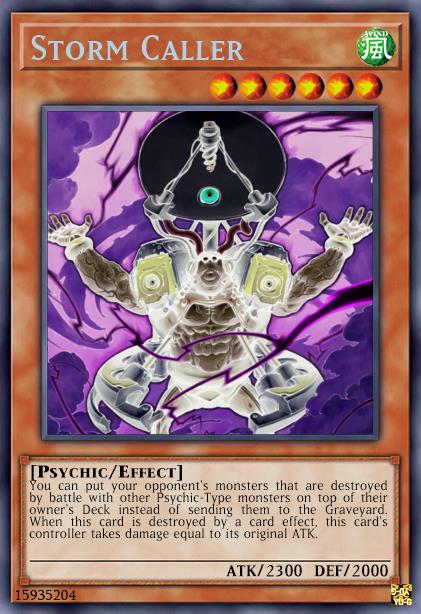 STORM CALLER
WIND
風
[PSYCHIC/EFFECT]
You can put your opponent's monsters that are destroyed
by battle with other Psychic-Type monsters on top of their
owner's Deck instead of sending them to the Graveyard.
When this card is destroyed by a card effect, this card's
controller takes damage equal to its original ATK.
ATK/2300 DEF/2000
15935204